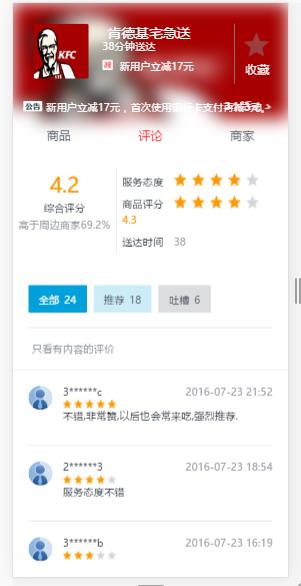 肯德基宅急送
38分钟送达
KFC
减 新用户立减17元
收藏
公告 新用户立减17元，首次使用银行卡支付再减3元。 >
商品 评论 商家
4.2
综合评分
高于周边商家69.2%
服务态度
商品评分
4.3
送达时间 38
全部 24 推荐 18 吐槽 6
只看有内容的评价
3******c 2016-07-23 21:52
不错,非常赞,以后也会常来吃,强烈推荐.
2******3 2016-07-23 18:54
服务态度不错
3******b 2016-07-23 16:19